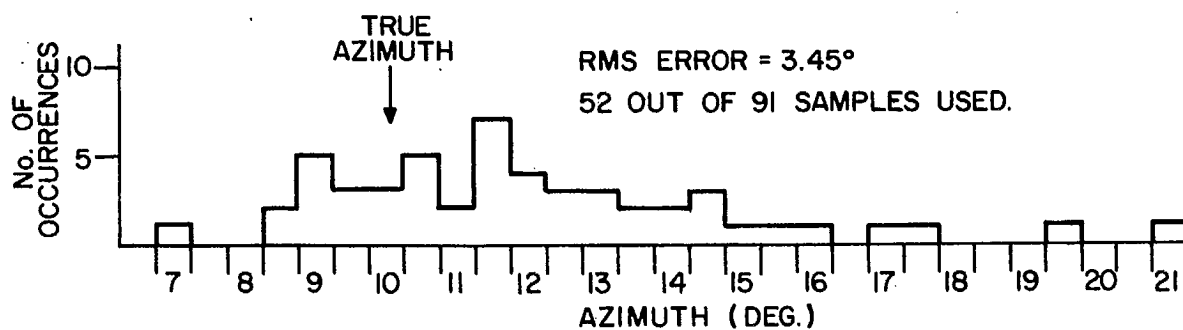 TRUE
AZIMUTH
RMS ERROR = 3.45°
52 OUT OF 91 SAMPLES USED.
No. OF
OCCURRENCES
10
5
7 8 9 10 11 12 13 14 15 16 17 18 19 20 21
AZIMUTH (DEG.)